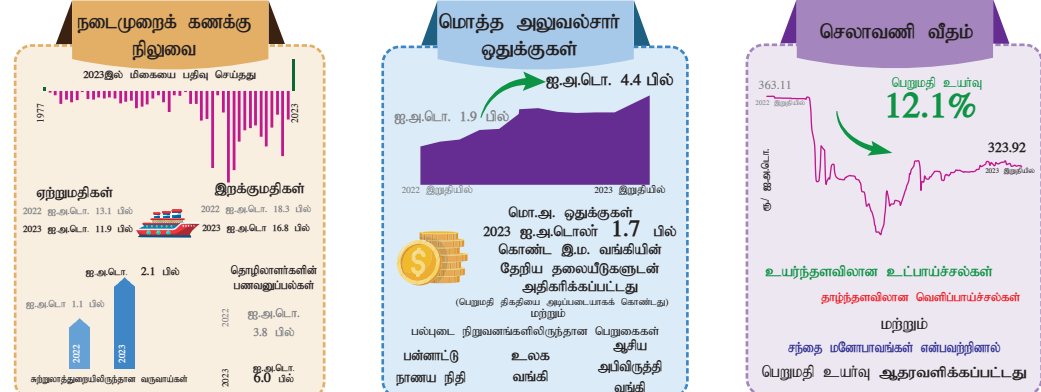 நடைமுறைக் கணக்கு
நிலுவை
2023இல் மிகையை பதிவு செய்தது
1977
2023
ஏற்றுமதிகள்
2022 ஐ.அ.டொ. 13.1 பில்
2023 ஐ.அ.டொ. 11.9 பில்
இறக்குமதிகள்
2022 ஐ.அ.டொ. 18.3 பில்
2023 ஐ.அ.டொ 16.8 பில்
ஐ.அ.டொ. 2.1 பில்
ஐ.அ.டொ 1.1 பில்
2022
2023
சுற்றுலாத்துறையிலிருந்தான வருவாய்கள்
தொழிலாளர்களின்
பணவனுப்பல்கள்
2022
ஐ.அ.டொ.
3.8 பில்
2023
ஐ.அ.டொ.
6.0 பில்
மொத்த அலுவல்சார்
ஒதுக்குகள்
ஐ.அ.டொ. 4.4 பில்
ஐ.அ.டொ. 1.9 பில்
2022 இறுதியில்
2023 இறுதியில்
மொ.அ. ஒதுக்குகள்
2023 ஐ.அ.டொலர் 1.7 பில்
கொண்ட இ.ம. வங்கியின்
தேறிய தலையீடுகளுடன்
அதிகரிக்கப்பட்டது
(பெறுமதி திகதியை அடிப்படையாகக் கொண்டது)
மற்றும்
பல்புடை நிறுவனங்களிலிருந்தான பெறுகைகள்
பன்னாட்டு
நாணய நிதி
உலக
வங்கி
ஆசிய
அபிவிருத்தி
வங்கி
செலாவணி வீதம்
363.11
2022 இறுதியில்
பெறுமதி உயர்வு
12.1%
323.92
2023 இறுதியில்
ரூ/ ஐ.அ.டொ.
உயர்ந்தளவிலான உட்பாய்ச்சல்கள்
தாழ்ந்தளவிலான வெளிப்பாய்ச்சல்கள்
மற்றும்
சந்தை மனோபாவங்கள் என்பவற்றினால்
பெறுமதி உயர்வு ஆதரவளிக்கப்பட்டது